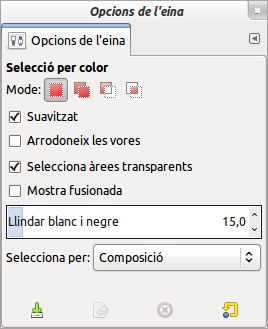 Opcions de l'eina
Opcions de l'eina
Selecció per color
Mode:
Suavitzat
Arrodoneix les vores
Selecciona àrees transparents
Mostra fusionada
Llindar blanc i negre 15,0
Selecciona per: Composició